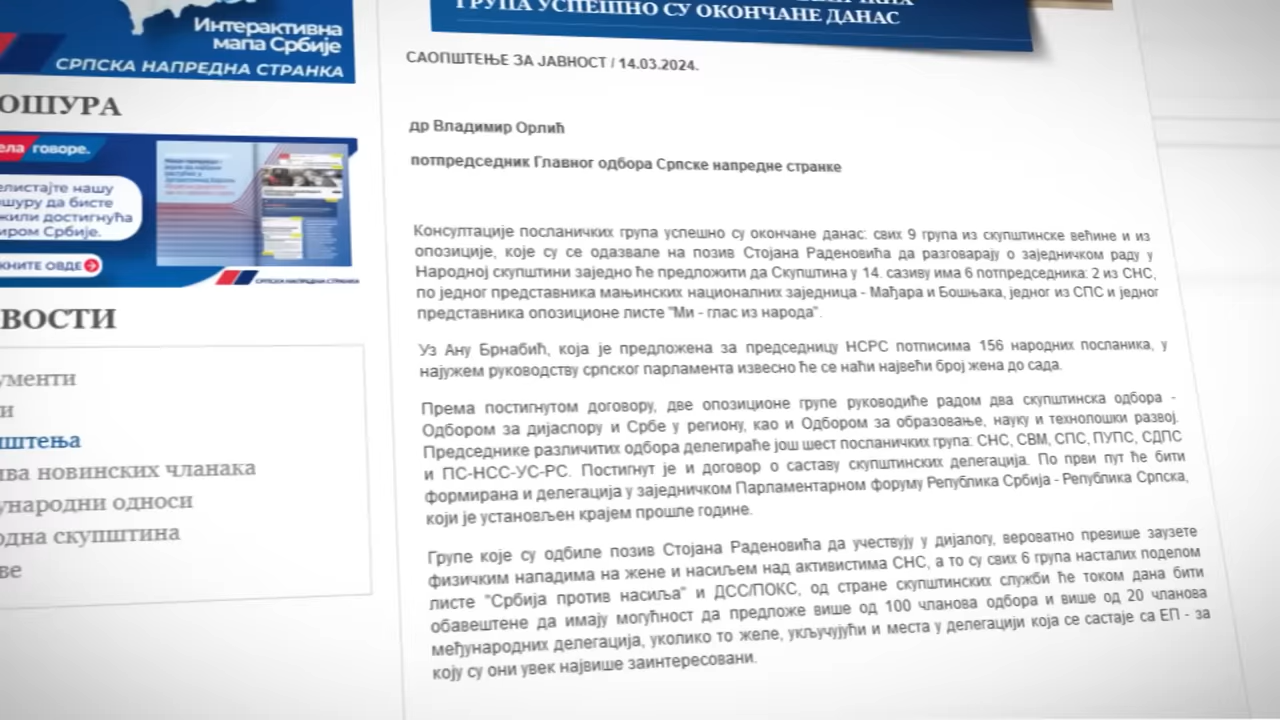 Интерактивна
мапа Србије
СРПСКА НАПРЕДНА СТРАНКА
ОШУРА
ела говоре.
елистајте нашу
шуру да бисте
жили достигнућа
иром Србије.
КНИТЕ ОВДЕ
СРПСКА НАПРЕДНА СТРАНКА
ВОСТИ
ументи
и
пштења
ива новинских чланака
ународни односи
одна скупштина
ве
ГРУПА УСПЕШНО СУ ОКОНЧАНЕ ДАНАС
САОПШТЕЊЕ ЗА ЈАВНОСТ / 14.03.2024.
др Владимир Орлић
потпредседник Главног одбора Српске напредне странке
Консултације посланичких група успешно су окончане данас: свих 9 група из скупштинске већине и из
опозиције, које су се одазвале на позив Стојана Раденовића да разговарају о заједничком раду у
Народној скупштини заједно ће предложити да Скупштина у 14. сазиву има 6 потпредседника: 2 из СНС,
по једног представника мањинских националних заједница - Мађара и Бошњака, једног из СПС и једног
представника опозиционе листе "Ми - глас из народа".
Уз Ану Брнабић, која је предложена за председницу НСРС потписима 156 народних посланика, у
најужем руководству српског парламента извесно ће се наћи највећи број жена до сада.
Према постигнутом договору, две опозиционе групе руководиће радом два скупштинска одбора -
Одбором за дијаспору и Србе у региону, као и Одбором за образовање, науку и технолошки развој.
Председнике различитих одбора делегираће још шест посланичких група: СНС, СВМ, СПС, ПУПС, СДПС
и ПС-НСС-УС-РС. Постигнут је и договор о саставу скупштинских делегација. По први пут ће бити
формирана и делегација у заједничком Парламентарном форуму Република Србија - Република Српска,
који је установљен крајем прошле године.
Групе које су одбиле позив Стојана Раденовића да учествују у дијалогу, вероватно превише заузете
физичким нападима на жене и насиљем над активистима СНС, а то су свих 6 група насталих поделом
листе "Србија против насиља" и ДСС/ПОКС, од стране скупштинских служби ће током дана бити
обавештене да имају могућност да предложе више од 100 чланова одбора и више од 20 чланова
међународних делегација, уколико то желе, укључујући и места у делегацији која се састаје са ЕП - за
коју су они увек највише заинтересовани.